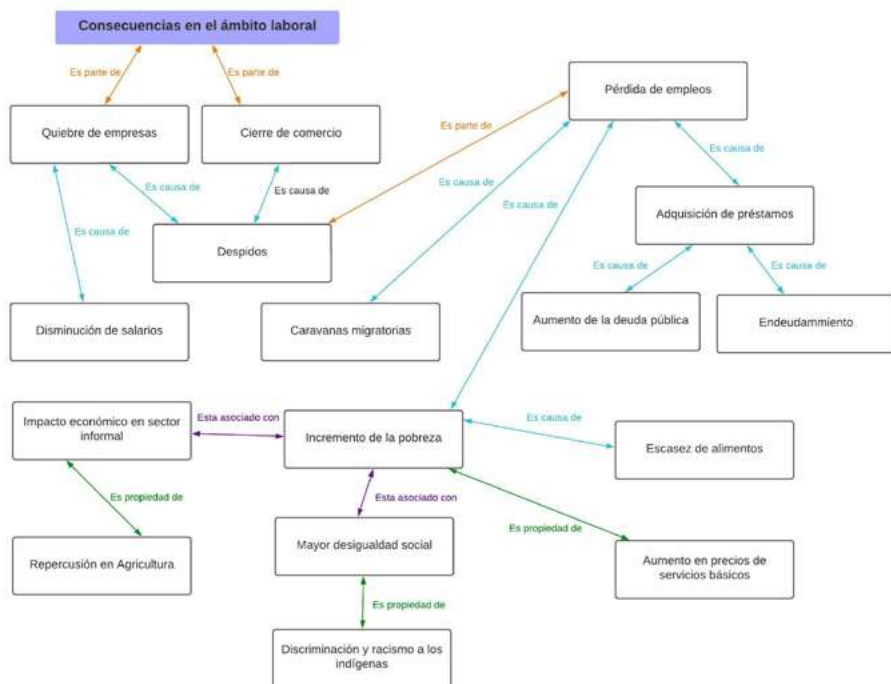 Consecuencias en el ámbito laboral
Es parte de
Es parte de
Pérdida de empleos
Quiebre de empresas
Cierre de comercio
Es parte de
Es causa de
Es causa de
Es causa de
Es causa de
Es causa de
Es causa de
Adquisición de préstamos
Despidos
Es causa de
Es causa de
Disminución de salarios
Caravanas migratorias
Aumento de la deuda pública
Endeudammiento
Impacto económico en sector
informal
Esta asociado con
Incremento de la pobreza
Es causa de
Escasez de alimentos
Es propiedad de
Esta asociado con
Es propiedad de
Repercusión en Agricultura
Mayor desigualdad social
Aumento en precios de
servicios básicos
Es propiedad de
Discriminación y racismo a los
indígenas